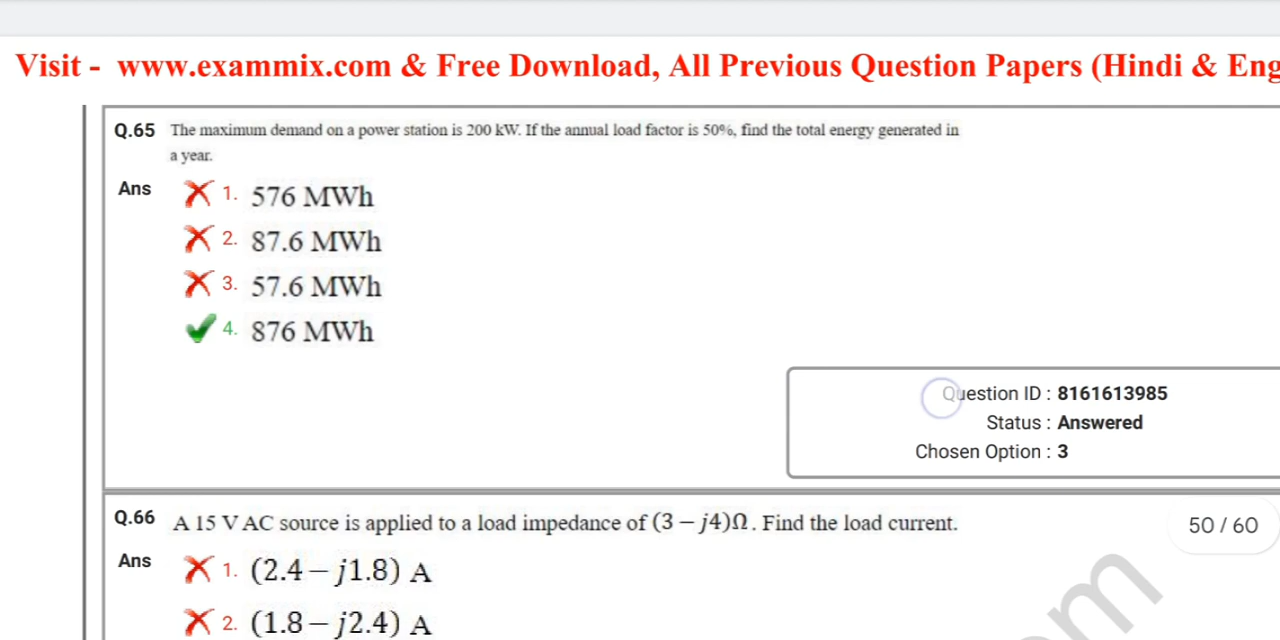 Visit - www.exammix.com & Free Download, All Previous Question Papers (Hindi & Eng
Q.65 The maximum demand on a power station is 200 kW. If the annual load factor is 50%, find the total energy generated in
a year.
Ans 1. 576 MWh
2. 87.6 MWh
3. 57.6 MWh
4. 876 MWh
Question ID : 8161613985
Status : Answered
Chosen Option : 3
Q.66 A 15 V AC source is applied to a load impedance of (3 – j4)Ω. Find the load current.
50 / 60
Ans 1. (2.4 – j1.8) A
2. (1.8 – j2.4) A
m